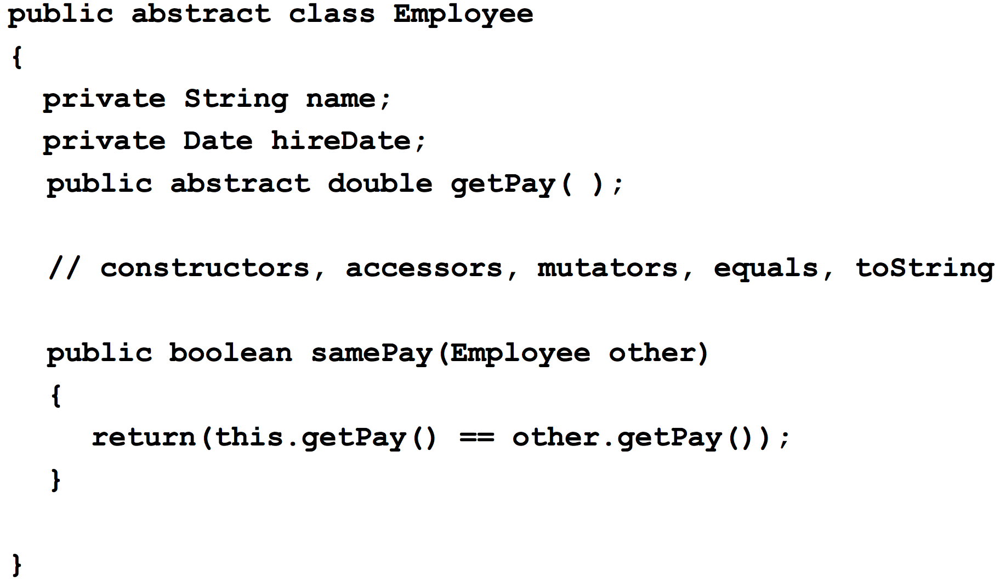 public abstract class Employee
{
private String name;
private Date hireDate;
public abstract double getPay( );
// constructors, accessors, mutators, equals, toString
public boolean samePay(Employee other)
{
return(this.getPay() == other.getPay());
}
}